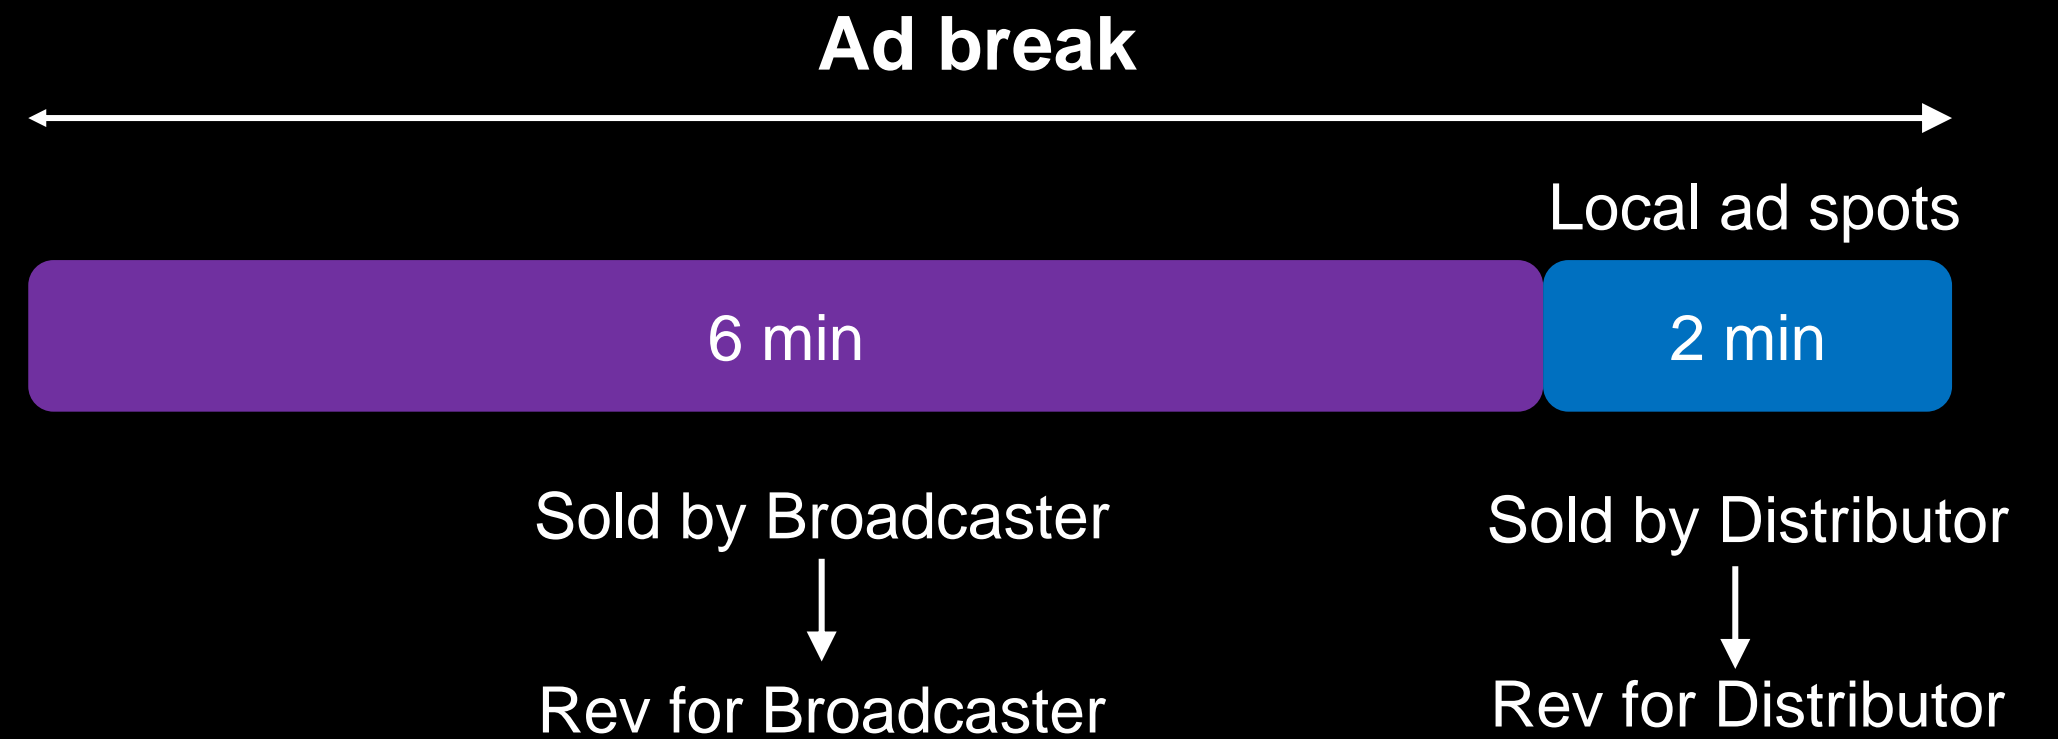 Ad break
Local ad spots
6 min
2 min
Sold by Broadcaster
Sold by Distributor
Rev for Broadcaster
Rev for Distributor